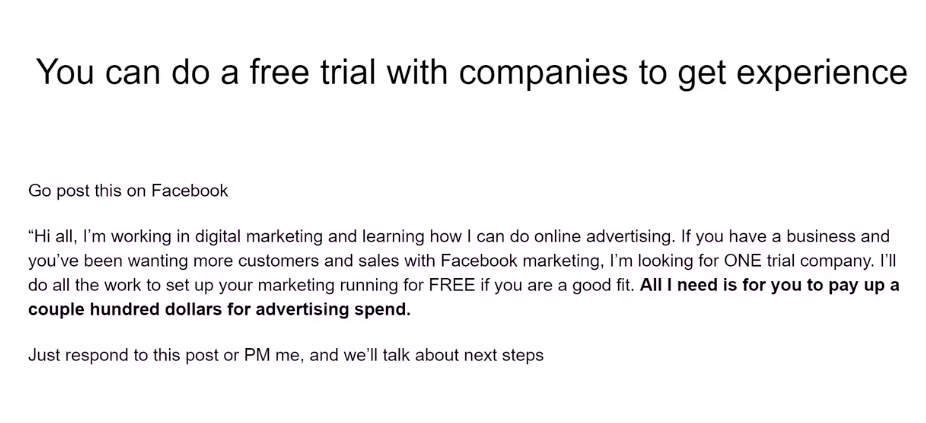 You can do a free trial with companies to get experience
Go post this on Facebook
“Hi all, I’m working in digital marketing and learning how I can do online advertising. If you have a business and
you’ve been wanting more customers and sales with Facebook marketing, I’m looking for ONE trial company. I’ll
do all the work to set up your marketing running for FREE if you are a good fit. All I need is for you to pay up a
couple hundred dollars for advertising spend.
Just respond to this post or PM me, and we’ll talk about next steps